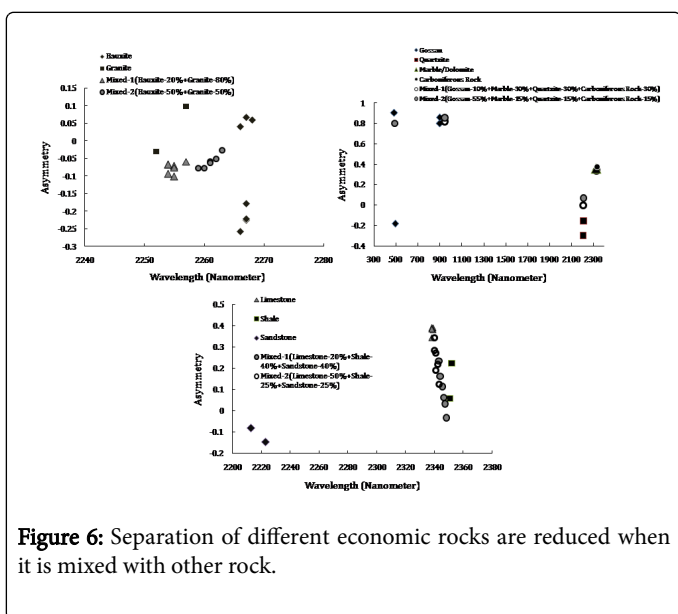 Bauxite
Granite
Mixed-1(Bauxite-20%+Granite-80%)
Mixed-2(Bauxite-50%+Granite-50%)
0.15
0.1
0.05
0
-0.05
-0.1
-0.15
-0.2
-0.25
-0.3
Asymmetry
2240 2250 2260 2270 2280
Wavelength (Nanometer)
Gossan
Quartzite
Marble/Dolomite
Carboniferous Rock
Mixed-1(Gossan-10%+Marble-30%+Quartzite-30%+Carboniferous Rock-30%)
Mixed-2(Gossan-55%+Marble-15%+Quartzite-15%+Carboniferous Rock-15%)
1
0.8
0.6
0.4
0.2
0
-0.2
-0.4
Asymmetry
300 500 700 900 1100 1300 1500 1700 1900 2100 2300
Wavelength (Nanometer)
Limestone
Shale
Sandstone
Mixed-1(Limestone-20%+Shale-
40%+Sandstone-40%)
Mixed-2(Limestone-50%+Shale-
25%+Sandstone-25%)
0.5
0.4
0.3
0.2
0.1
0
-0.1
-0.2
Asymmetry
2200 2220 2240 2260 2280 2300 2320 2340 2360 2380
Wavelength (Nanometer)
Figure 6: Separation of different economic rocks are reduced when
it is mixed with other rock.